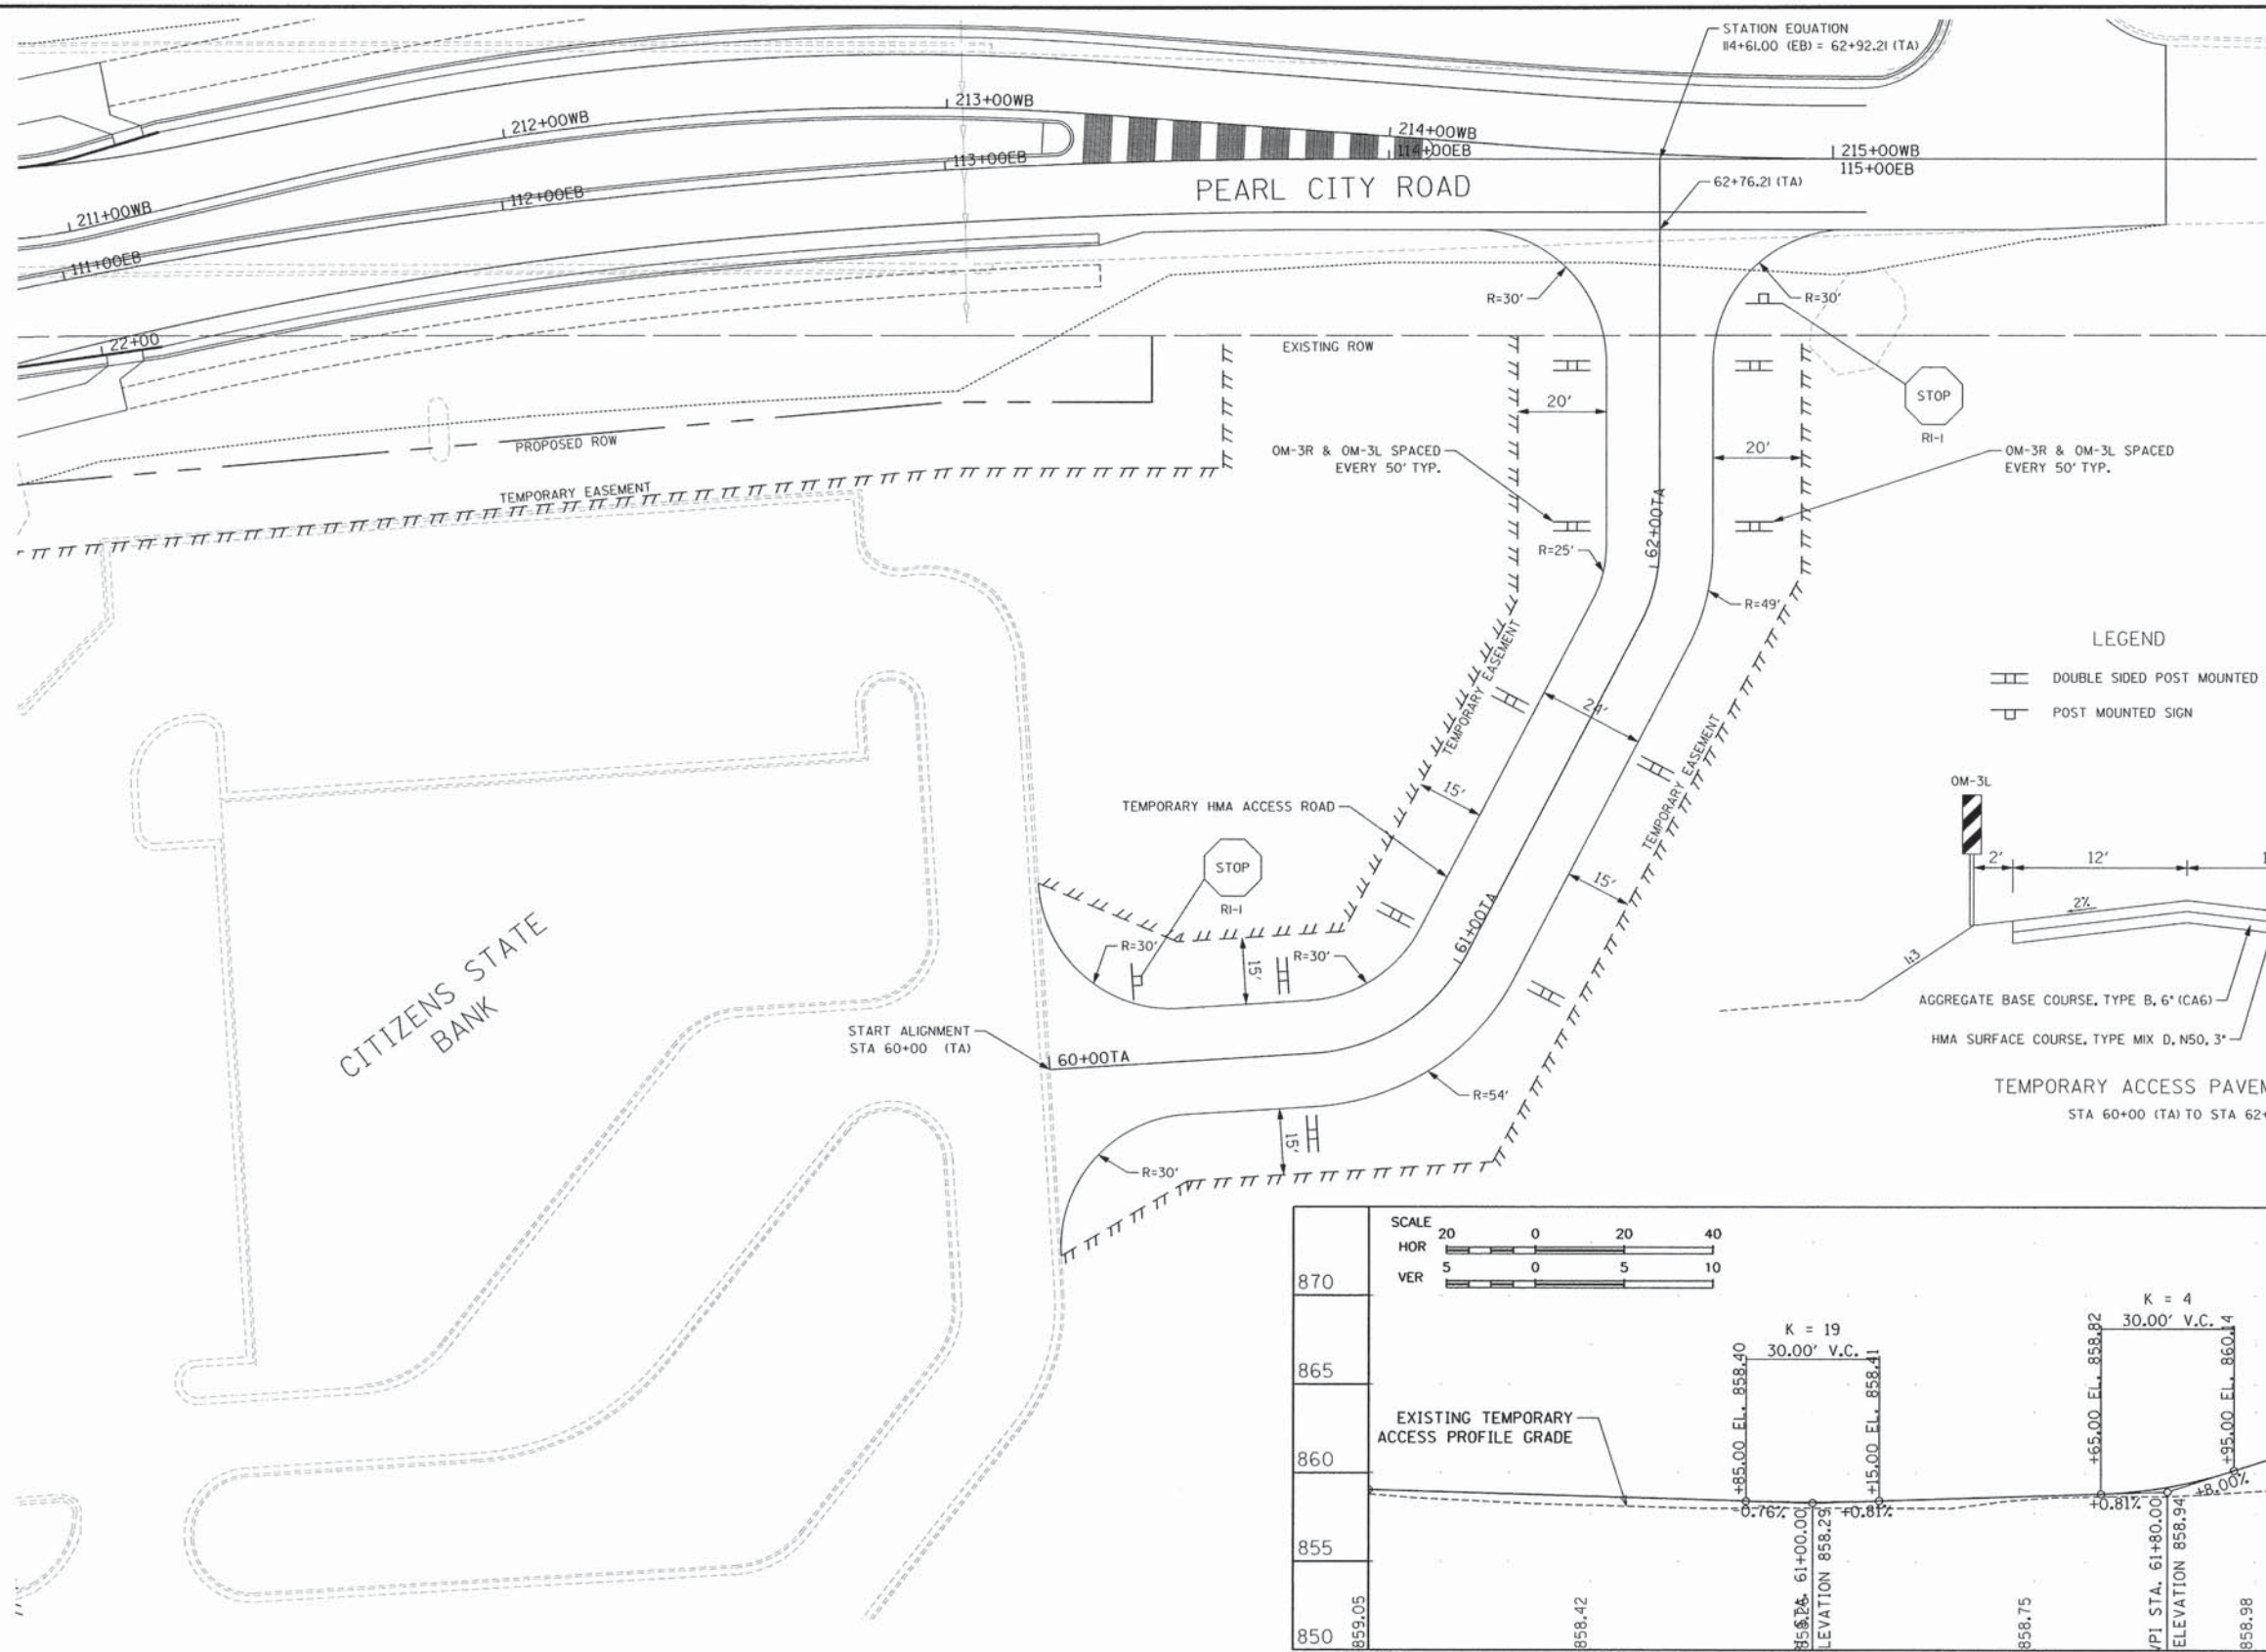 STATION EQUATION
114+61.00 (EB) = 62+92.21 (TA)
213+00WB
212+00WB
214+00WB
114+00EB
215+00WB
115+00EB
113+00EB
PEARL CITY ROAD
62+76.21 (TA)
211+00WB
112+00EB
111+00EB
R=30'
R=30'
22+00
EXISTING ROW
STOP
R1-1
20'
PROPOSED ROW
OM-3R & OM-3L SPACED
EVERY 50' TYP.
20'
OM-3R & OM-3L SPACED
EVERY 50' TYP.
TEMPORARY EASEMENT
62+00TA
R=25'
R=49'
LEGEND
DOUBLE SIDED POST MOUNTED
POST MOUNTED SIGN
TEMPORARY EASEMENT
24'
TEMPORARY EASEMENT
OM-3L
15'
TEMPORARY HMA ACCESS ROAD
STOP
R1-1
2'
12'
15'
2%
1:3
61+00TA
R=30'
15'
R=30'
CITIZENS STATE
BANK
AGGREGATE BASE COURSE, TYPE B, 6" (CA6)
START ALIGNMENT
STA 60+00 (TA)
60+00TA
HMA SURFACE COURSE, TYPE MIX D, N50, 3"
R=54'
TEMPORARY ACCESS
STA 60+00 (TA) TO STA
15'
R=30'
SCALE
HOR
20 0 20 40
VER
5 0 5 10
870
865
860
855
850
K = 19
30.00' V.C.
K = 4
30.00' V.C.
+85.00 EL. 858.40
+15.00 EL. 858.41
+65.00 EL. 858.82
+95.00 EL. 860.14
EXISTING TEMPORARY
ACCESS PROFILE GRADE
-0.76%
+0.81%
+0.81%
+8.00%
STA. 61+00.00
858.29
VPI STA. 61+80.00
ELEVATION 858.94
859.05
858.42
858.75
858.98